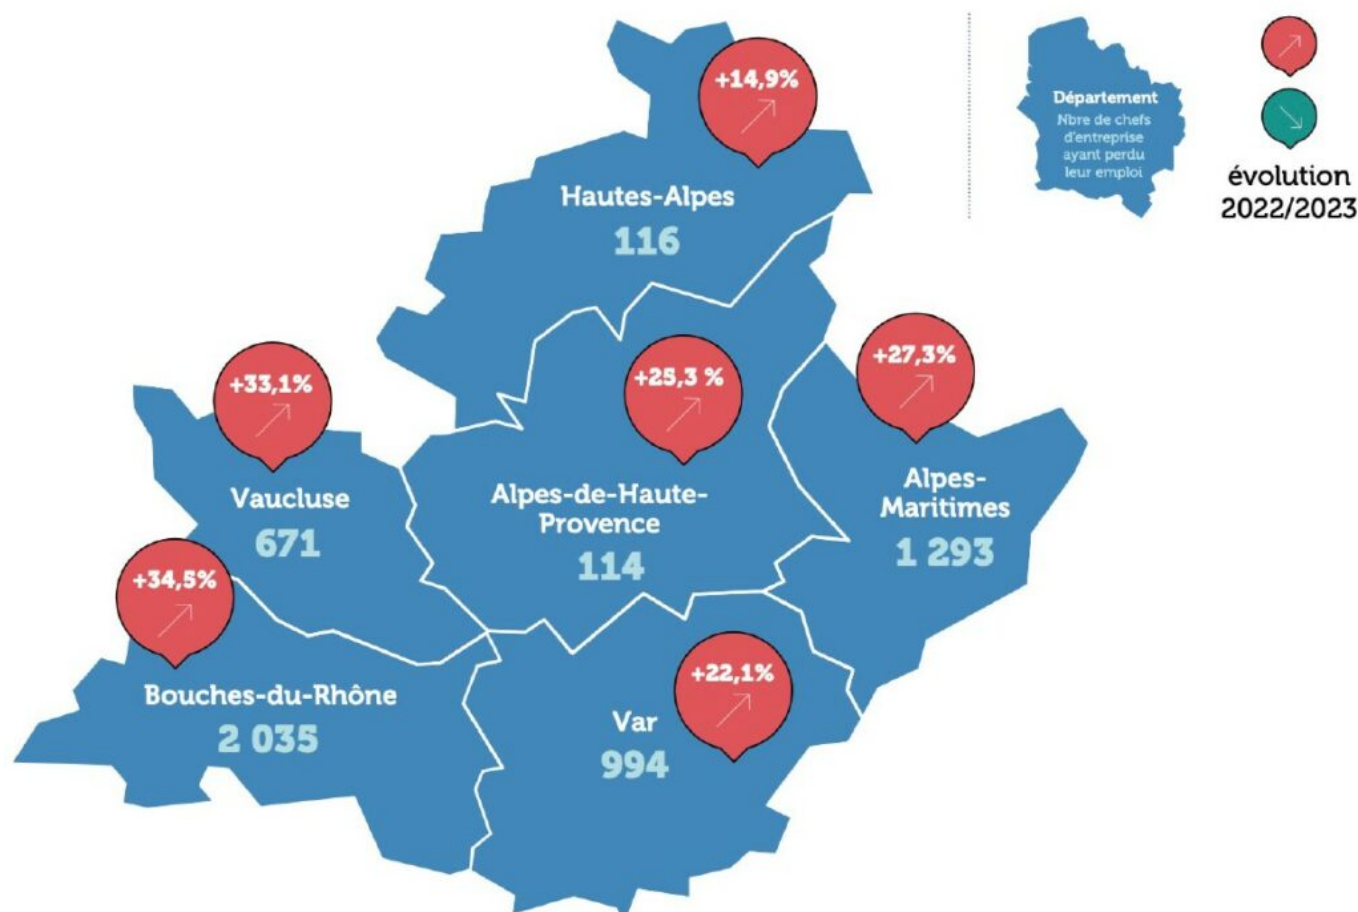 +14,9%
Hautes-Alpes
116
Département
Nbre de chefs
d'entreprise
ayant perdu
leur emploi
évolution
2022/2023
+33,1%
Vaucluse
671
+25,3 %
Alpes-de-Haute-
Provence
114
+27,3%
Alpes-
Maritimes
1 293
+34,5%
Bouches-du-Rhône
2 035
+22,1%
Var
994